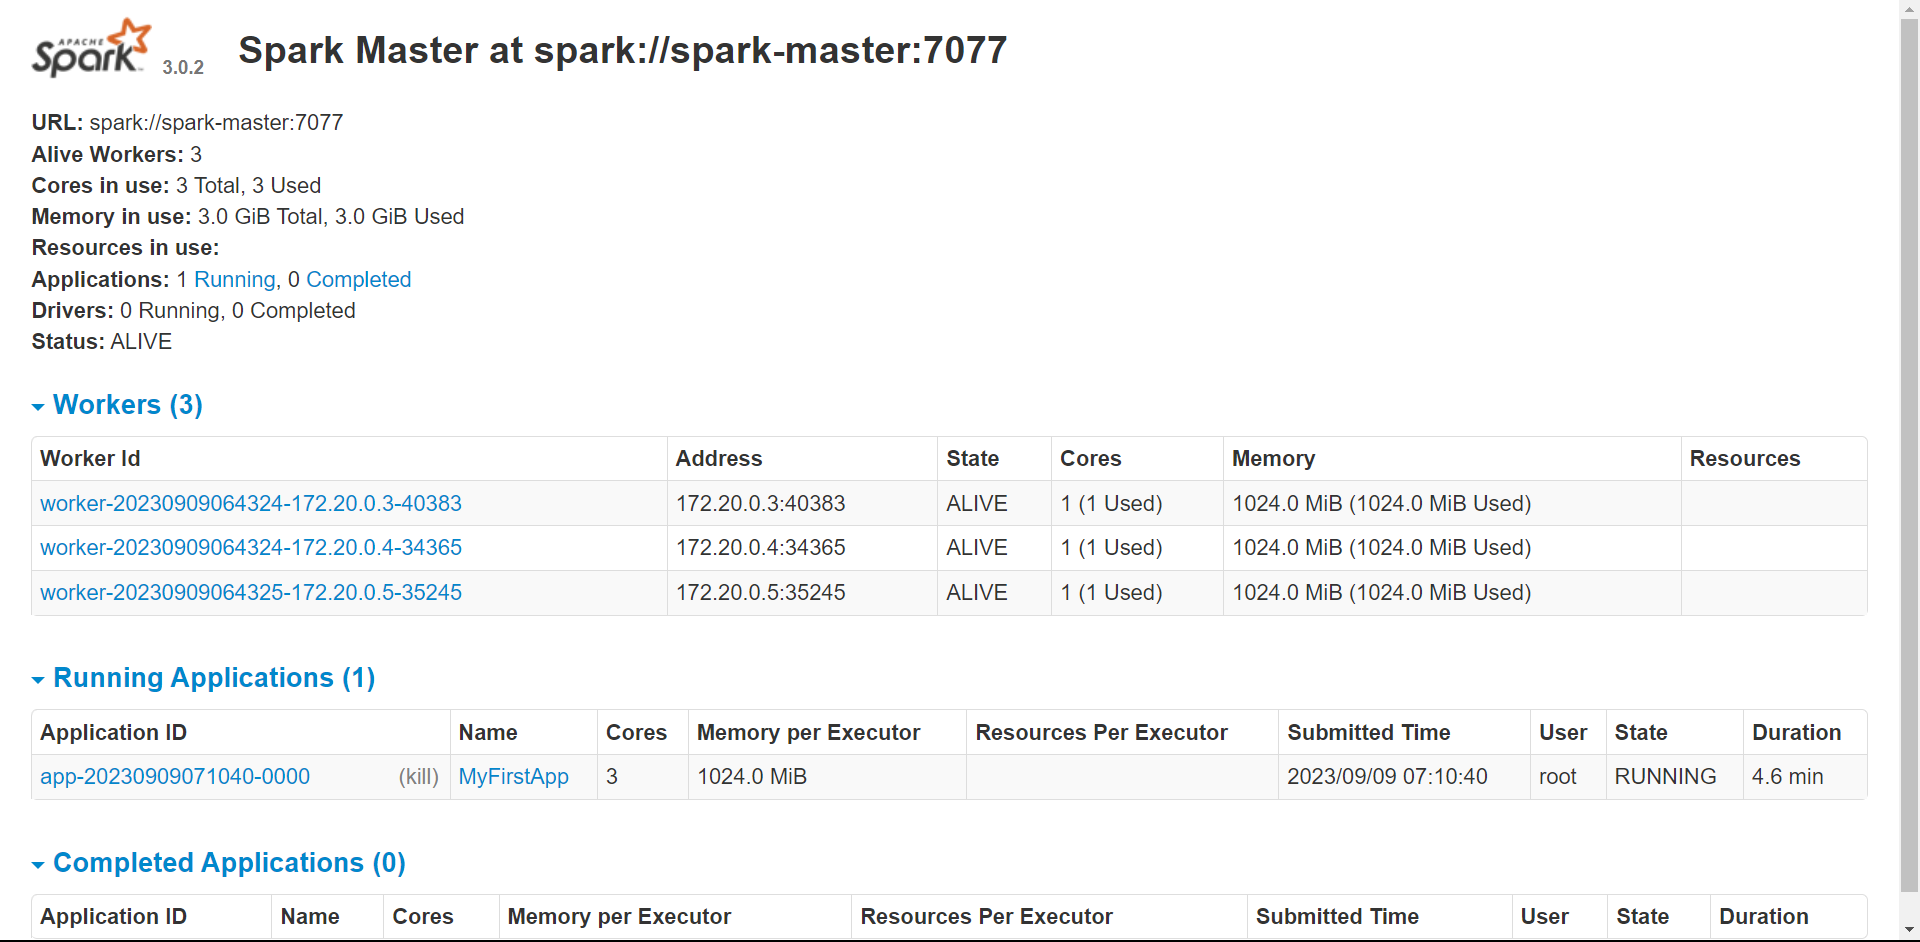 APACHE
Spark 3.0.2 Spark Master at spark://spark-master:7077
URL: spark://spark-master:7077
Alive Workers: 3
Cores in use: 3 Total, 3 Used
Memory in use: 3.0 GiB Total, 3.0 GiB Used
Resources in use:
Applications: 1 Running, 0 Completed
Drivers: 0 Running, 0 Completed
Status: ALIVE
Workers (3)
Worker Id Address State Cores Memory Resources
worker-20230909064324-172.20.0.3-40383 172.20.0.3:40383 ALIVE 1 (1 Used) 1024.0 MiB (1024.0 MiB Used)
worker-20230909064324-172.20.0.4-34365 172.20.0.4:34365 ALIVE 1 (1 Used) 1024.0 MiB (1024.0 MiB Used)
worker-20230909064325-172.20.0.5-35245 172.20.0.5:35245 ALIVE 1 (1 Used) 1024.0 MiB (1024.0 MiB Used)
Running Applications (1)
Application ID Name Cores Memory per Executor Resources Per Executor Submitted Time User State Duration
app-20230909071040-0000 (kill) MyFirstApp 3 1024.0 MiB 2023/09/09 07:10:40 root RUNNING 4.6 min
Completed Applications (0)
Application ID Name Cores Memory per Executor Resources Per Executor Submitted Time User State Duration